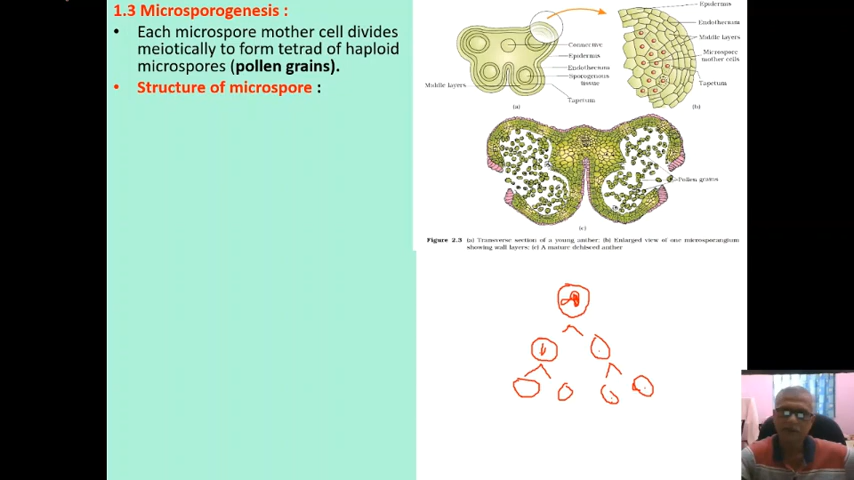 1.3 Microsporogenesis :
• Each microspore mother cell divides
meiotically to form tetrad of haploid
microspores (pollen grains).
• Structure of microspore :
Connective
Epidermis
Endothecium
Sporogenous
tissue
Middle layers
Tapetum
(a)
Epidermis
Endothecium
Middle layers
Microspore
mother cells
Tapetum
(b)
Pollen grains
(c)
Figure 2.3 (a) Transverse section of a young anther; (b) Enlarged view of one microsporangium
showing wall layers; (c) A mature dehisced anther